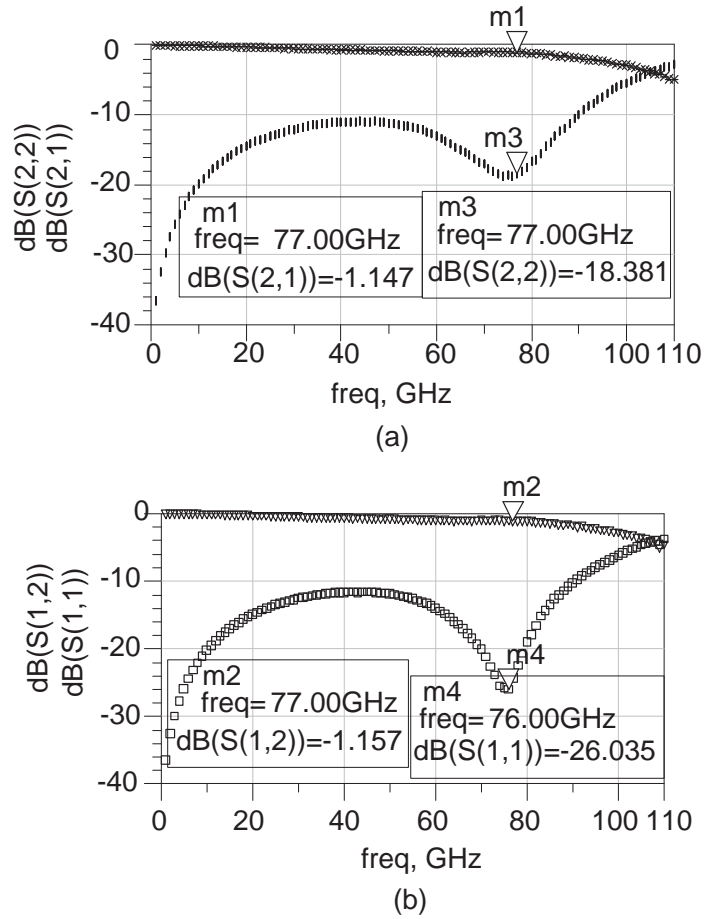 m1
0
-10
-20
-30
-40
dB(S(2,2))
dB(S(2,1))
m3
m1
freq= 77.00GHz
dB(S(2,1))=-1.147
m3
freq= 77.00GHz
dB(S(2,2))=-18.381
0 20 40 60 80 100 110
freq, GHz
(a)
m2
0
-10
-20
-30
-40
dB(S(1,2))
dB(S(1,1))
m4
m2
freq= 77.00GHz
dB(S(1,2))=-1.157
m4
freq= 76.00GHz
dB(S(1,1))=-26.035
0 20 40 60 80 100 110
freq, GHz
(b)